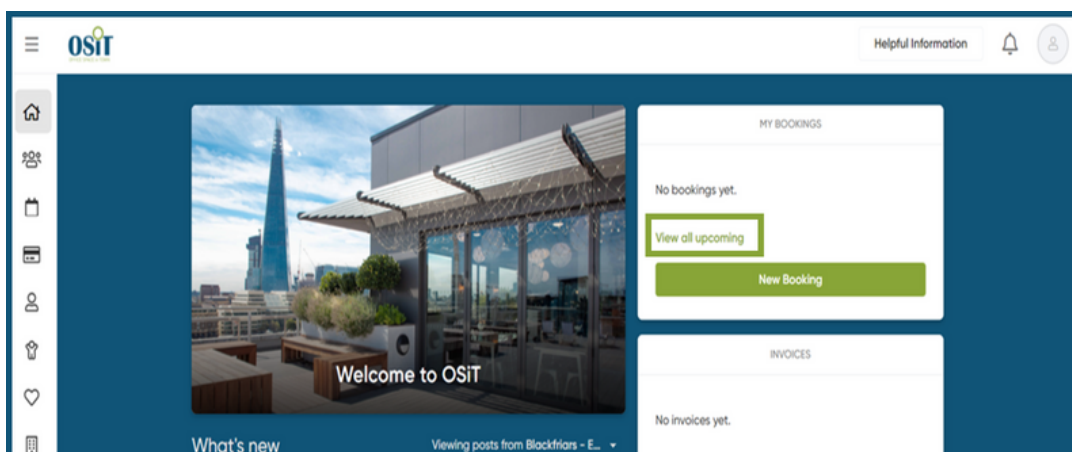 OSiT
Helpful Information
MY BOOKINGS
No bookings yet.
View all upcoming
New Booking
Welcome to OSiT
INVOICES
No invoices yet.
What's new
Viewing posts from Blackfriars - E...